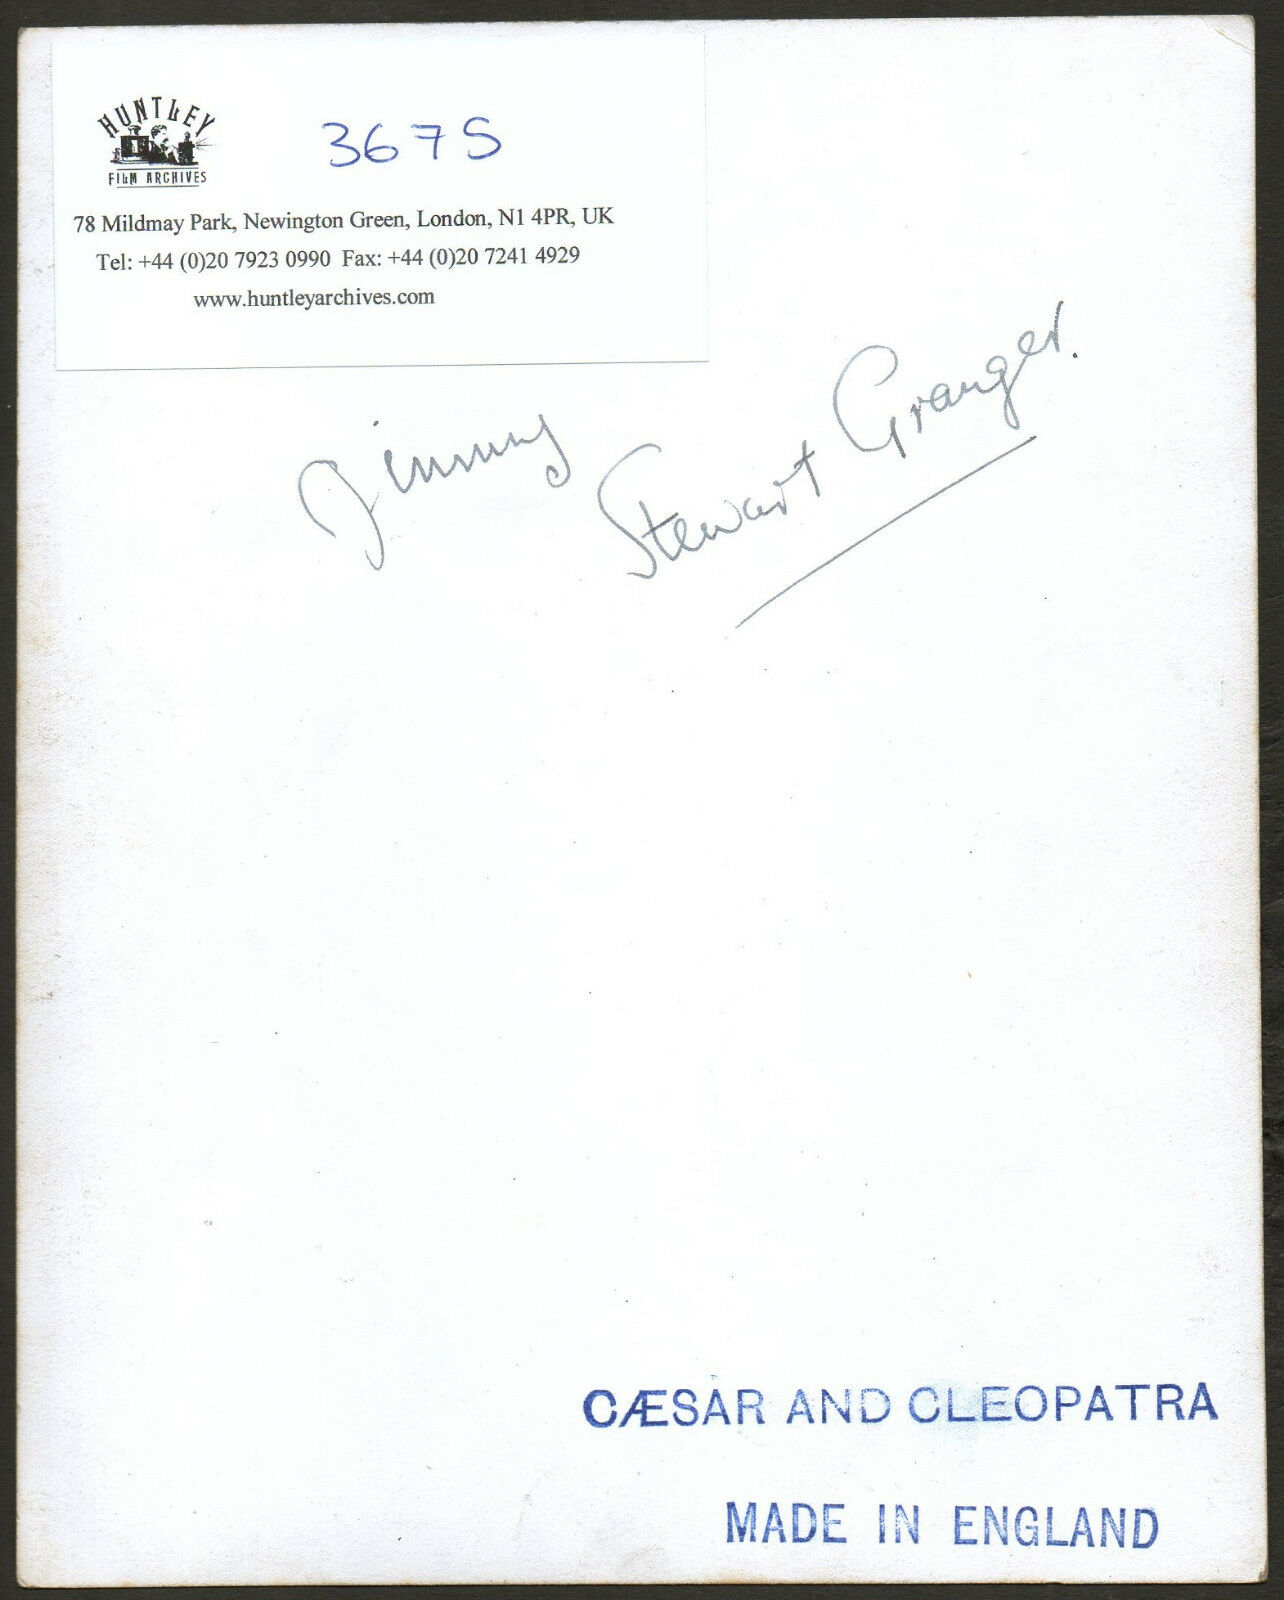 HUNTLEY
FILM ARCHIVES
3675
78 Mildmay Park, Newington Green, London, N1 4PR, UK
Tel: +44 (0)20 7923 0990 Fax: +44 (0)20 7241 4929
www.huntleyarchives.com
Jimmy Stewart Granger.
CÆSAR AND CLEOPATRA
MADE IN ENGLAND